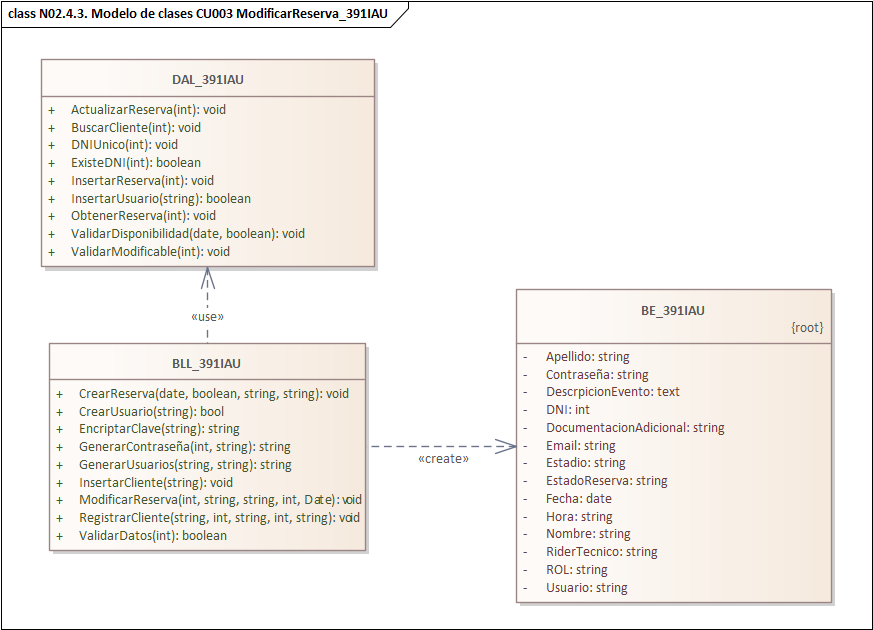 class N02.4.3. Modelo de clases CU003 ModificarReserva_391IAU
DAL_391IAU
+ ActualizarReserva(int): void
+ BuscarCliente(int): void
+ DNIUnico(int): void
+ ExisteDNI(int): boolean
+ InsertarReserva(int): void
+ InsertarUsuario(string): boolean
+ ObtenerReserva(int): void
+ ValidarDisponibilidad(date, boolean): void
+ ValidarModificable(int): void
«use»
BLL_391IAU
+ CrearReserva(date, boolean, string, string): void
+ CrearUsuario(string): bool
+ EncriptarClave(string): string
+ GenerarContraseña(int, string): string
+ GenerarUsuarios(string, string): string
+ InsertarCliente(string): void
+ ModificarReserva(int, string, string, int, Date): void
+ RegistrarCliente(string, int, string, int, string): void
+ ValidarDatos(int): boolean
«create»
BE_391IAU
{root}
- Apellido: string
- Contraseña: string
- DescrpicionEvento: text
- DNI: int
- DocumentacionAdicional: string
- Email: string
- Estadio: string
- EstadoReserva: string
- Fecha: date
- Hora: string
- Nombre: string
- RiderTecnico: string
- ROL: string
- Usuario: string